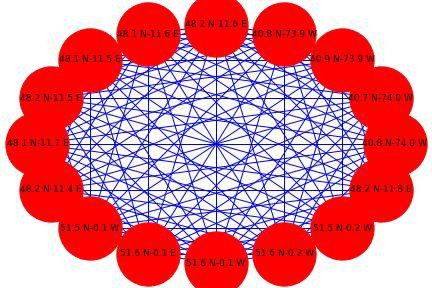 48.2 N-11.6 E
48.1 N-11.6 E
40.8 N-73.9 W
48.1 N-11.5 E
40.9 N-73.9 W
48.2 N-11.5 E
40.7 N-74.0 W
48.1 N-11.7 E
40.8 N-74.0 W
48.2 N-11.4 E
48.2 N-11.8 E
51.5 N-0.1 W
51.5 N-0.2 W
51.6 N-0.1 E
51.6 N-0.2 W
51.6 N-0.1 W